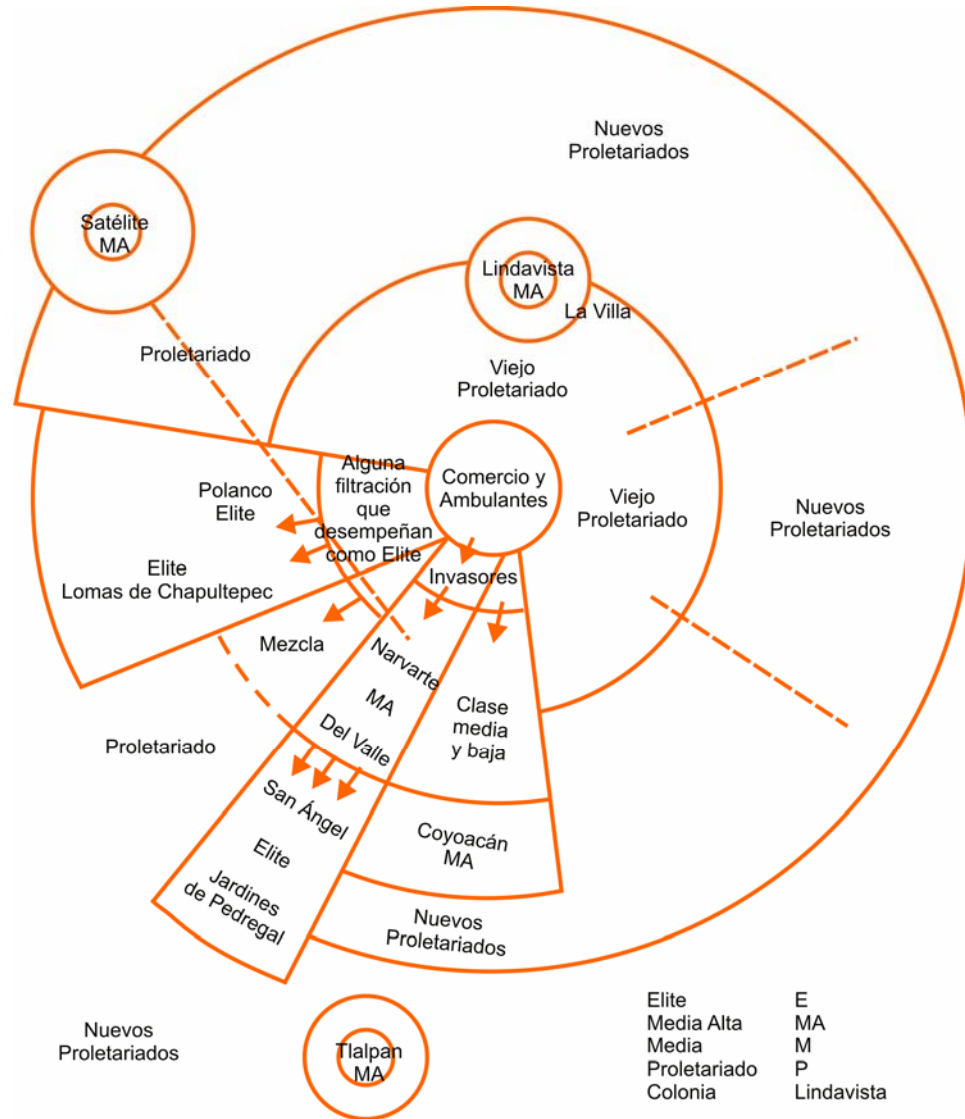 Nuevos
Proletariados
Satélite
MA
Lindavista
MA
La Villa
Proletariado
Viejo
Proletariado
Alguna
filtración
que
desempeñan
como Elite
Comercio y
Ambulantes
Polanco
Elite
Viejo
Proletariado
Nuevos
Proletariados
Elite
Lomas de Chapultepec
Invasores
Mezcla
Narvarte
MA
Del Valle
Clase
media
y baja
Proletariado
San Ángel
Elite
Jardines
de Pedregal
Coyoacán
MA
Nuevos
Proletariados
Nuevos
Proletariados
Tlalpan
MA
Elite E
Media Alta MA
Media M
Proletariado P
Colonia Lindavista